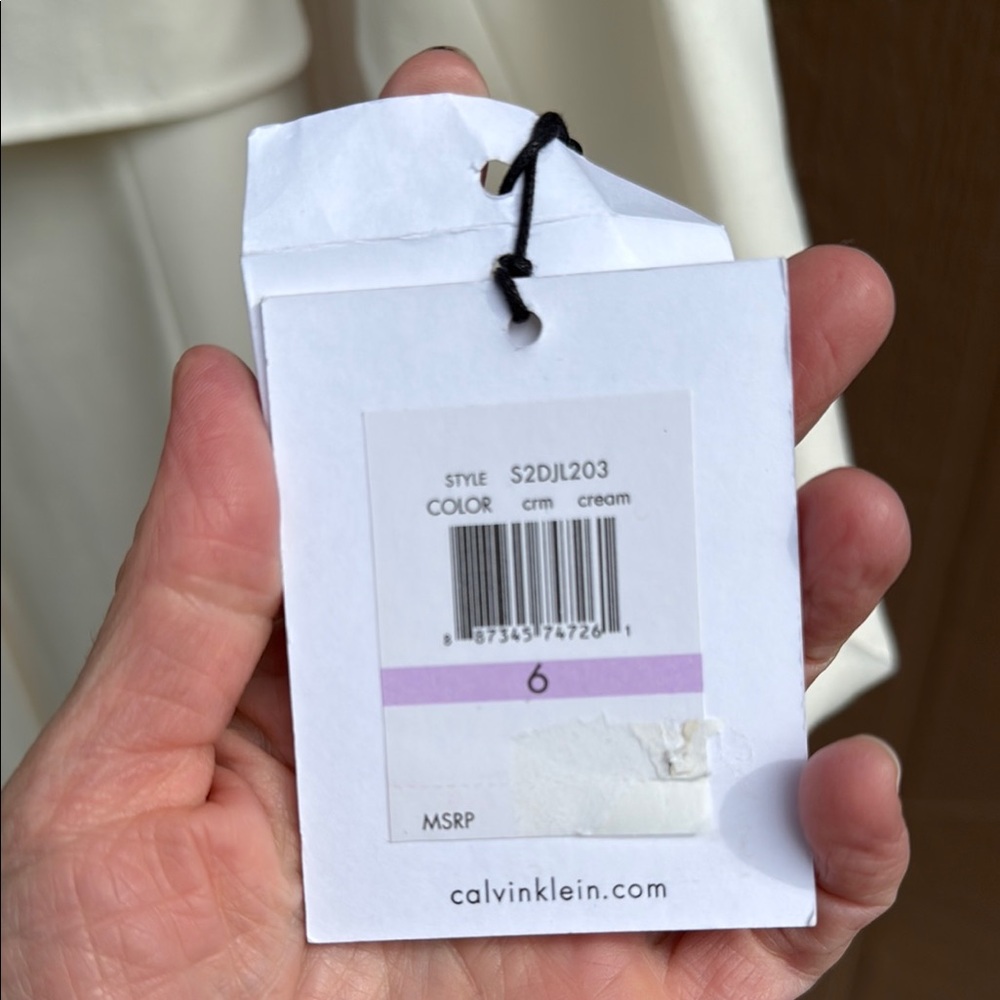 STYLE S2DJL203
COLOR crm cream
8 87345 74726 1
6
MSRP
calvinklein.com